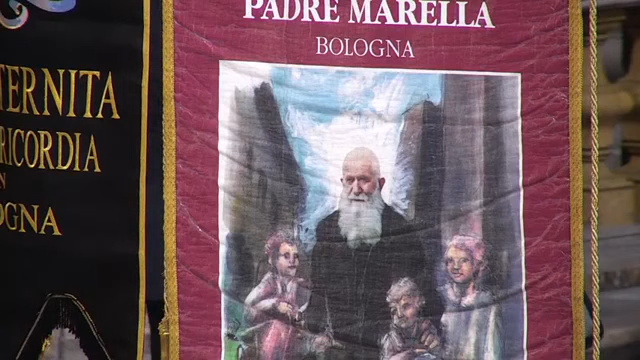 TERNITA
RICORDIA
N
OGNA
PADRE MARELLA
BOLOGNA